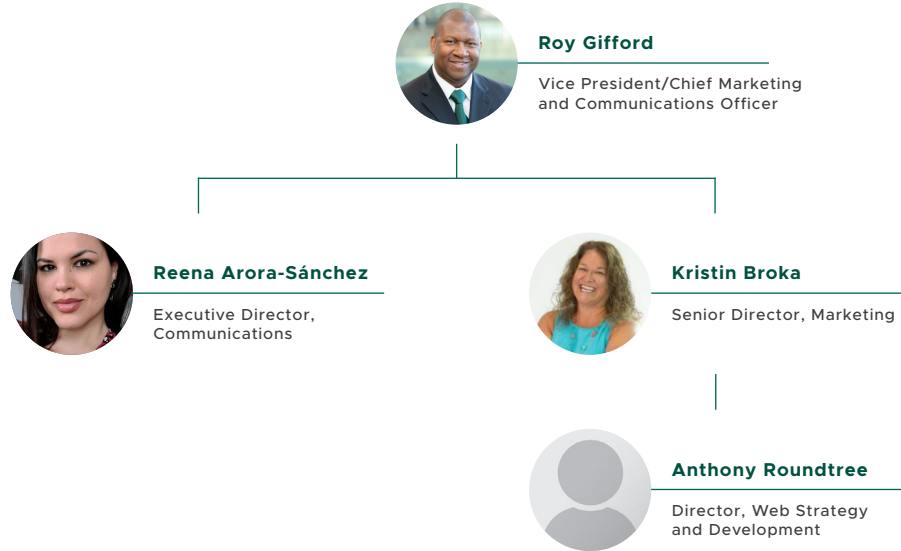 Roy Gifford
Vice President/Chief Marketing
and Communications Officer
Reena Arora-Sánchez
Executive Director,
Communications
Kristin Broka
Senior Director, Marketing
Anthony Roundtree
Director, Web Strategy
and Development